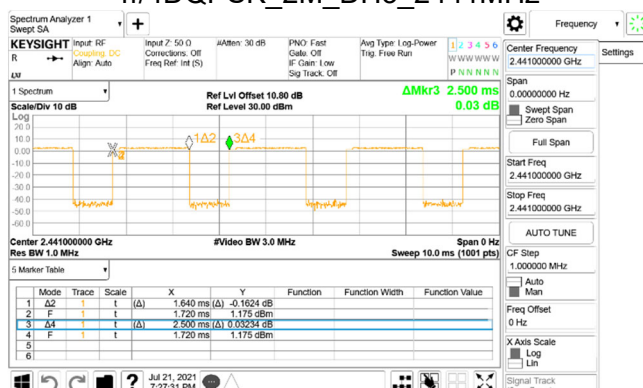 Spectrum Analyzer 1
Swept SA
+
Frequency
KEYSIGHT
R
Input: RF
Coupling: DC
Align: Auto
Input Z: 50 Ω
Corrections: Off
Freq Ref: Int (S)
#Atten: 30 dB
PNO: Fast
Gate: Off
IF Gain: Low
Sig Track: Off
Avg Type: Log-Power
Trig: Free Run
1 2 3 4 5 6
W W W W W W
P N N N N N
Center Frequency
2.441000000 GHz
Settings
Span
0.00000000 Hz
Swept Span
Zero Span
Full Span
Start Freq
2.441000000 GHz
Stop Freq
2.441000000 GHz
AUTO TUNE
CF Step
1.000000 MHz
Auto
Man
Freq Offset
0 Hz
X Axis Scale
Log
Lin
Signal Track
1 Spectrum
Scale/Div 10 dB
Ref Lvl Offset 10.80 dB
Ref Level 30.00 dBm
ΔMkr3 2.500 ms
0.03 dB
Log
20.0
10.0
0.00
-10.0
-20.0
-30.0
-40.0
-50.0
-60.0
1Δ2
3Δ4
Center 2.441000000 GHz
Res BW 1.0 MHz
#Video BW 3.0 MHz
Span 0 Hz
Sweep 10.0 ms (1001 pts)
5 Marker Table
Mode Trace Scale X Y Function Function Width Function Value
1 Δ2 1 t (Δ) 1.640 ms (Δ) -0.1624 dB
2 F 1 t 1.720 ms 1.175 dBm
3 Δ4 1 t (Δ) 2.500 ms (Δ) 0.03234 dB
4 F 1 t 1.720 ms 1.175 dBm
5
6
?
Jul 21, 2021
7:27:31 PM